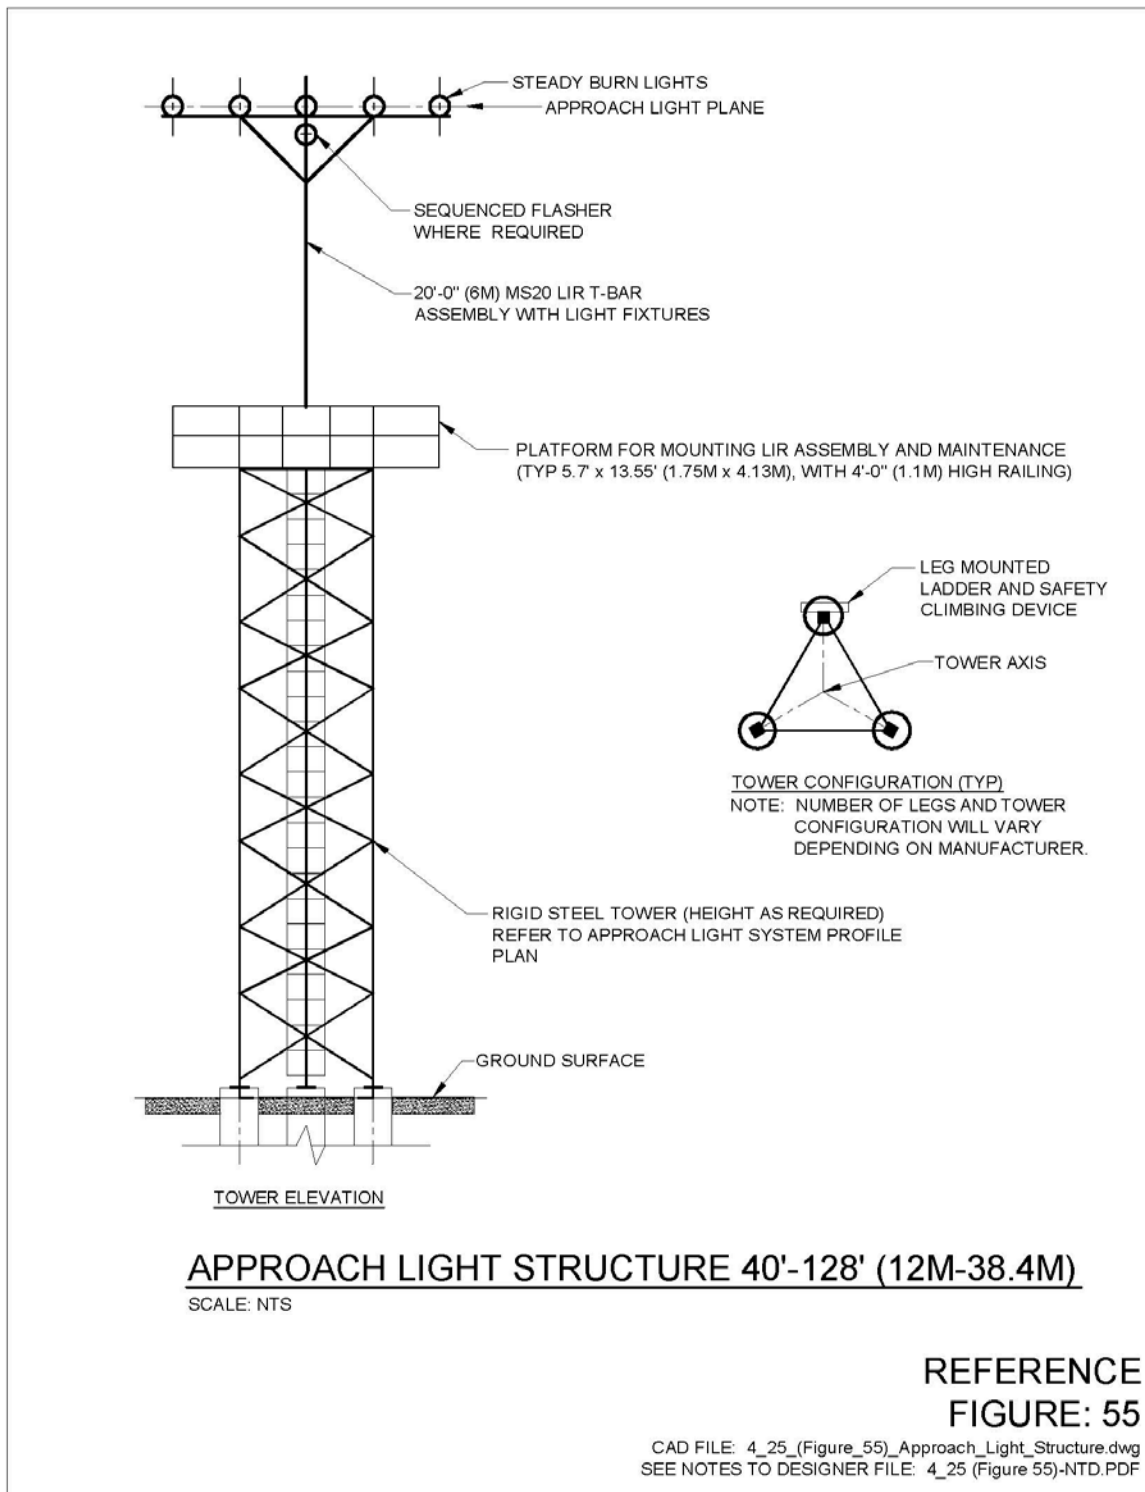 STEADY BURN LIGHTS
APPROACH LIGHT PLANE
SEQUENCED FLASHER
WHERE REQUIRED
20'-0" (6M) MS20 LIR T-BAR
ASSEMBLY WITH LIGHT FIXTURES
PLATFORM FOR MOUNTING LIR ASSEMBLY AND MAINTENANCE
(TYP 5.7' x 13.55' (1.75M x 4.13M), WITH 4'-0" (1.1M) HIGH RAILING)
LEG MOUNTED
LADDER AND SAFETY
CLIMBING DEVICE
TOWER AXIS
TOWER CONFIGURATION (TYP)
NOTE: NUMBER OF LEGS AND TOWER
CONFIGURATION WILL VARY
DEPENDING ON MANUFACTURER.
RIGID STEEL TOWER (HEIGHT AS REQUIRED)
REFER TO APPROACH LIGHT SYSTEM PROFILE
PLAN
GROUND SURFACE
TOWER ELEVATION
APPROACH LIGHT STRUCTURE 40'-128' (12M-38.4M)
SCALE: NTS
REFERENCE
FIGURE: 55
CAD FILE: 4_25_(Figure_55)_Approach_Light_Structure.dwg
SEE NOTES TO DESIGNER FILE: 4_25 (Figure 55)-NTD.PDF